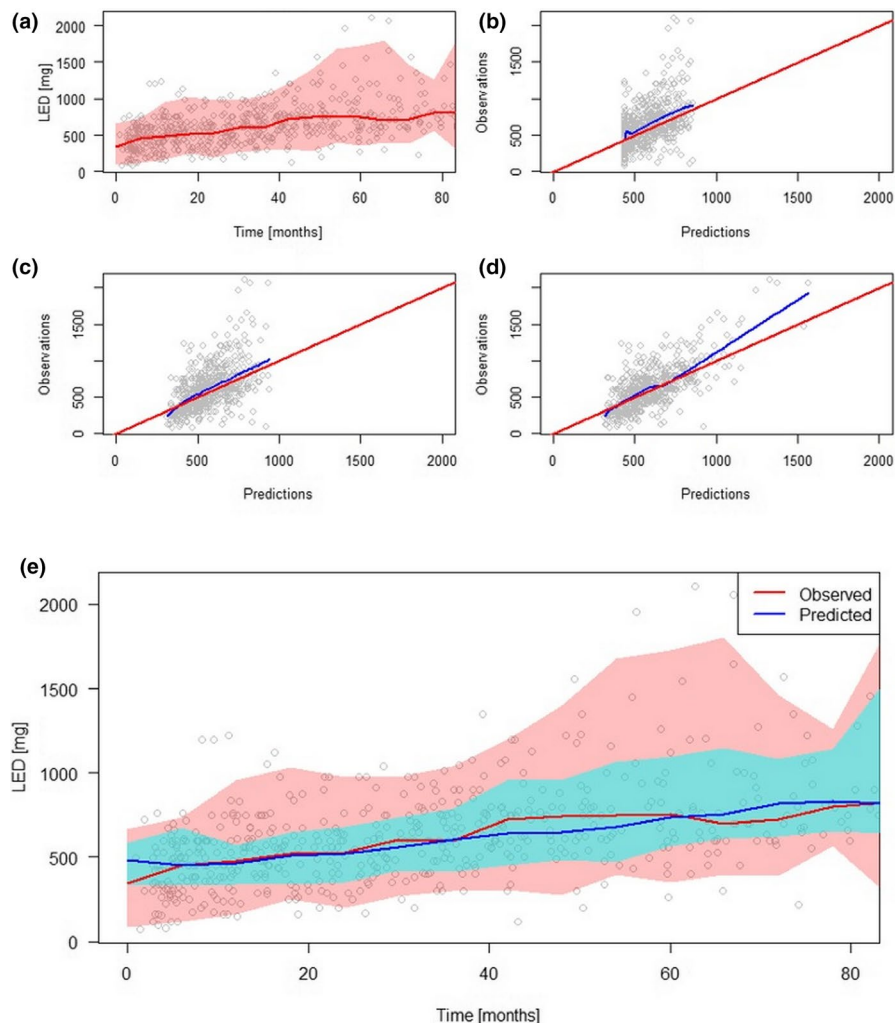 (a)
LED [mg]
2000
1500
1000
500
0
0 20 40 60 80
Time [months]
(b)
Observations
1500
500
0
0 500 1000 1500 2000
Predictions
(c)
Observations
1500
500
0
0 500 1000 1500 2000
Predictions
(d)
Observations
1500
500
0
0 500 1000 1500 2000
Predictions
(e)
LED [mg]
2000
1500
1000
500
0
Observed
Predicted
0 20 40 60 80
Time [months]